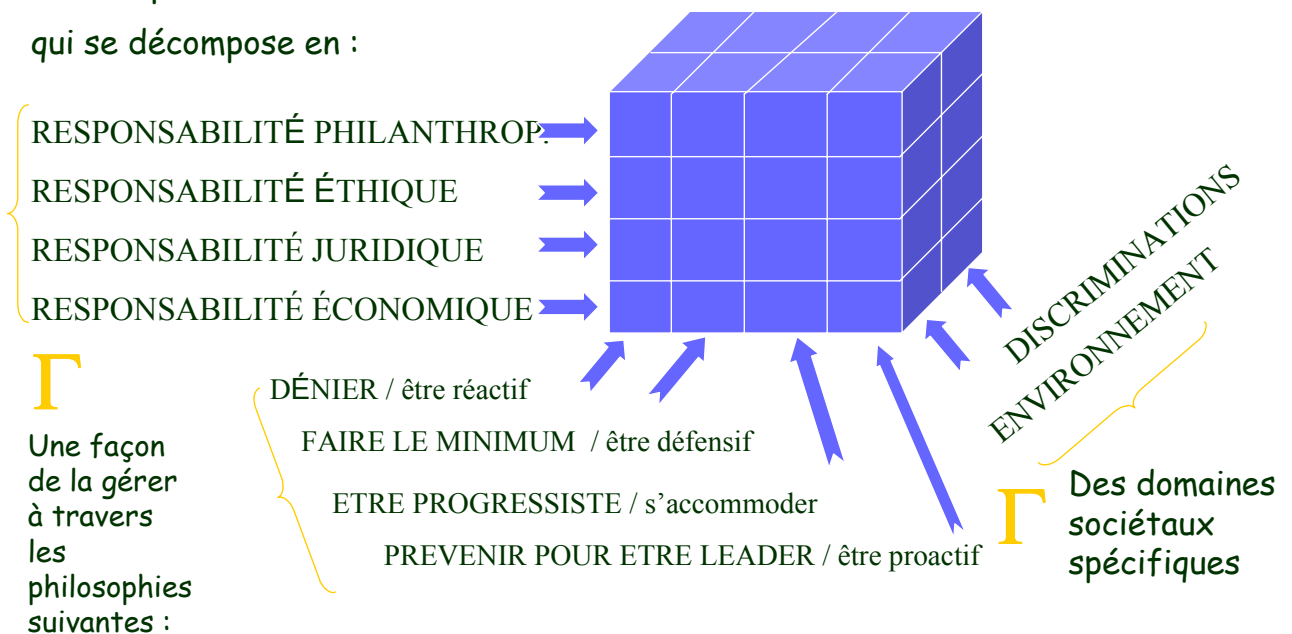 qui se décompose en :
RESPONSABILITÉ PHILANTHROP.
RESPONSABILITÉ ÉTHIQUE
RESPONSABILITÉ JURIDIQUE
RESPONSABILITÉ ÉCONOMIQUE
Γ
Une façon
de la gérer
à travers
les
philosophies
suivantes :
DÉNIER / être réactif
FAIRE LE MINIMUM / être défensif
ETRE PROGRESSISTE / s’accommoder
PREVENIR POUR ETRE LEADER / être proactif
DISCRIMINATIONS
ENVIRONNEMENT
Γ
Des domaines
sociétaux
spécifiques